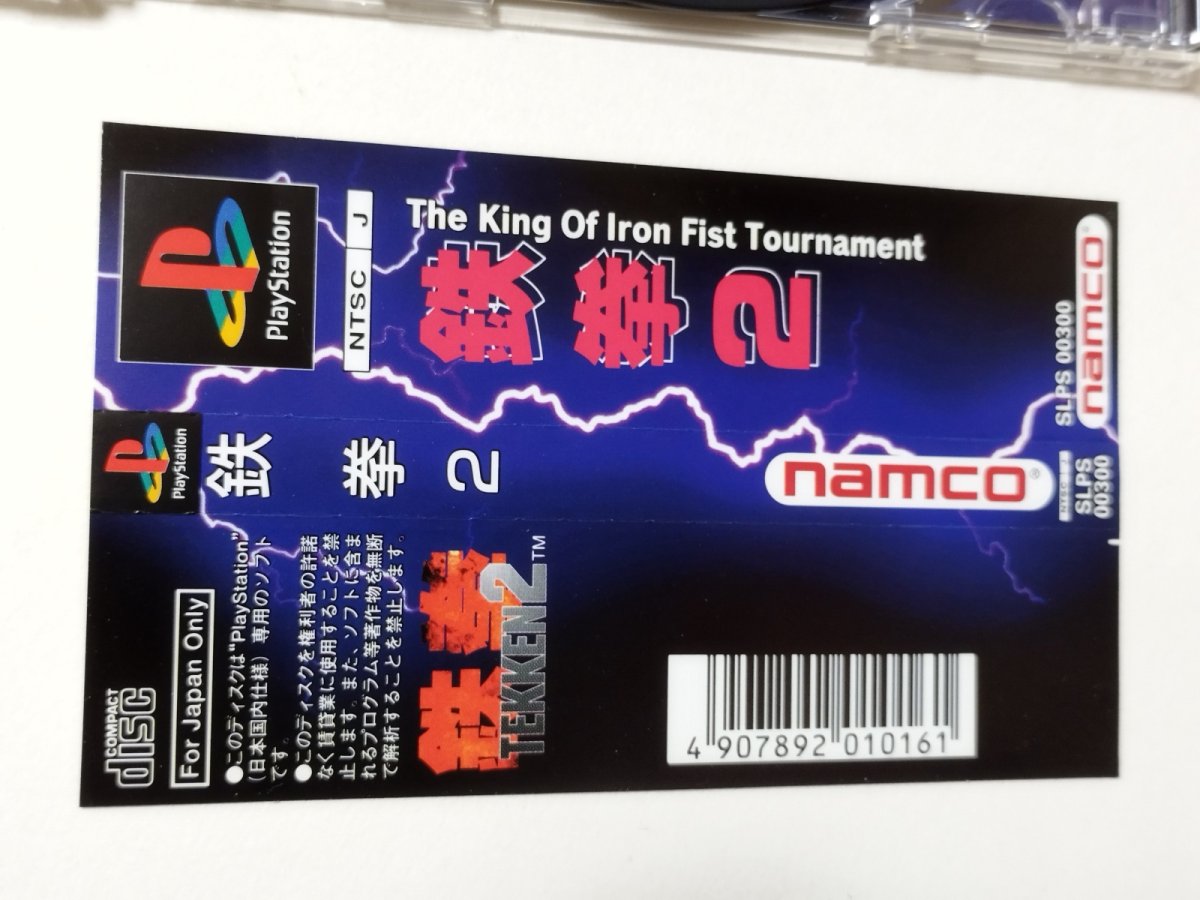 PlayStation
NTSC J
The King Of Iron Fist Tournament
鉄拳2
SLPS 00300
namco
PlayStation
鉄拳2
namco
SLPS
00300
COMPACT
disc
For Japan Only
●このディスクは"PlayStation"
(日本国内仕様)専用のソフト
です。
●このディスクを権利者の許諾
なく賃貸業に使用することを禁
止します。また、ソフトに含ま
れるプログラム等著作物を無断
で解析することを禁止します。
鉄拳
TEKKEN2™
4 907892 010161